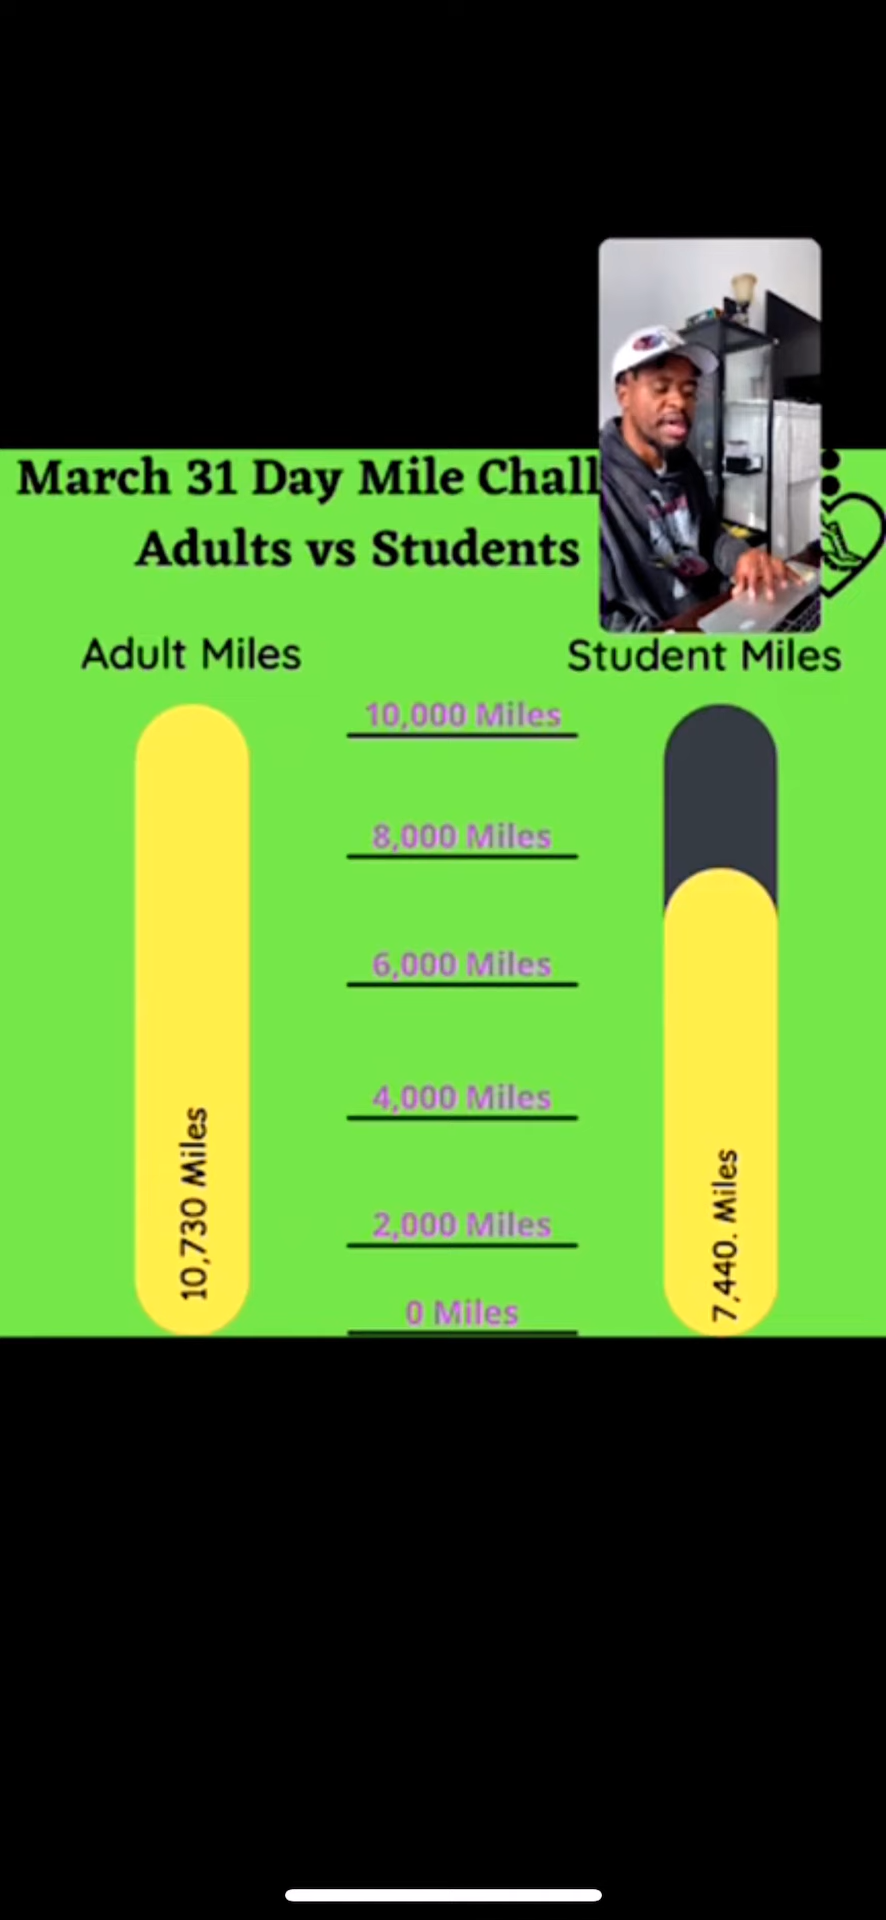 March 31 Day Mile Chall
Adults vs Students
Adult Miles
Student Miles
10,000 Miles
8,000 Miles
6,000 Miles
4,000 Miles
2,000 Miles
0 Miles
10,730 Miles
7,440. Miles